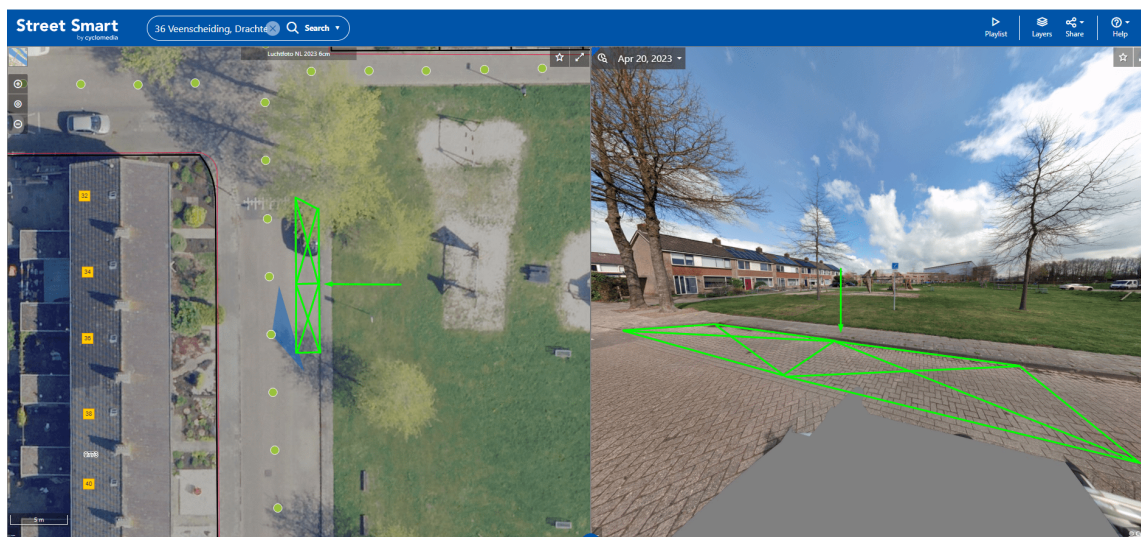 Street Smart
by cyclomedia
36 Veenscheiding, Drachte
Search
Playlist
Layers
Share
Help
Luchtfoto NL 2023 6cm
Apr 20, 2023
32
34
36
38
40
5 m